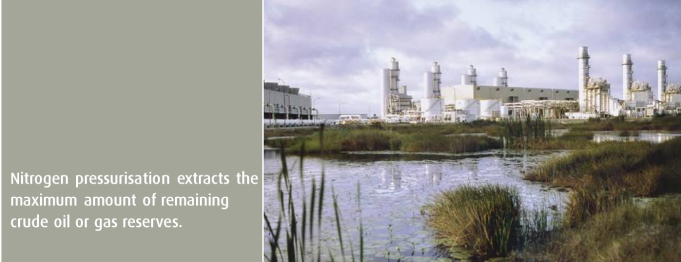 Nitrogen pressurisation extracts the
maximum amount of remaining
crude oil or gas reserves.